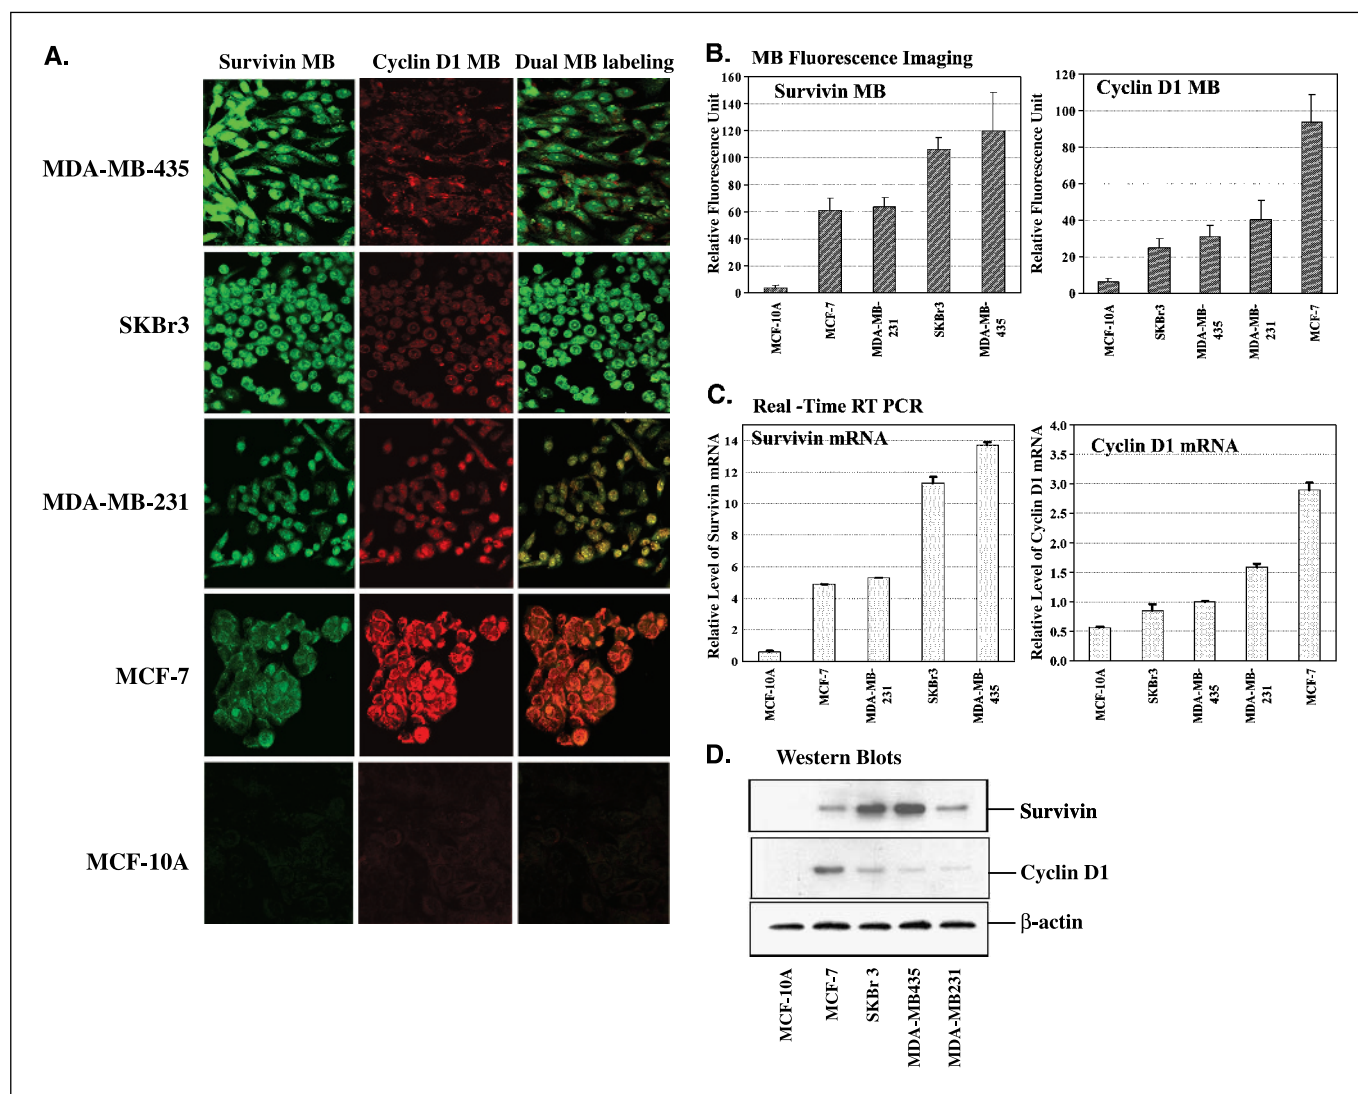 A.
Survivin MB
Cyclin D1 MB
Dual MB labeling
MDA-MB-435
SKBr3
MDA-MB-231
MCF-7
MCF-10A
B.
MB Fluorescence Imaging
Survivin MB
Relative Fluorescence Unit
160
140
120
100
80
60
40
20
0
MCF-10A
MCF-7
MDA-MB-
231
SKBr3
MDA-MB-
435
Cyclin D1 MB
Relative Fluorescence Unit
120
100
80
60
40
20
0
MCF-10A
SKBr3
MDA-MB-
435
MDA-MB-
231
MCF-7
C.
Real -Time RT PCR
Survivin mRNA
Relative Level of Survivin mRNA
14
12
10
8
6
4
2
0
MCF-10A
MCF-7
MDA-MB-
231
SKBr3
MDA-MB-
435
Cyclin D1 mRNA
Relative Level of Cyclin D1 mRNA
4.0
3.5
3.0
2.5
2.0
1.5
1.0
0.5
0.0
MCF-10A
SKBr3
MDA-MB-
435
MDA-MB-
231
MCF-7
D.
Western Blots
Survivin
Cyclin D1
β-actin
MCF-10A
MCF-7
SKBr 3
MDA-MB435
MDA-MB231